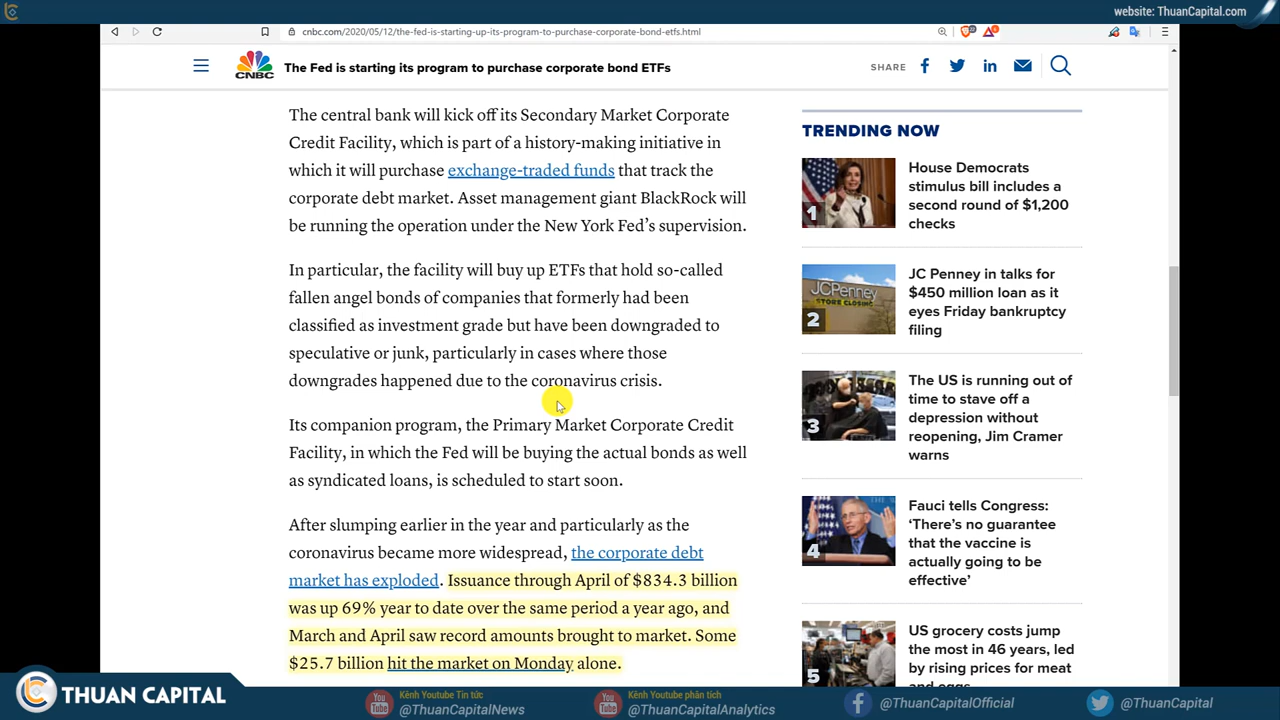 website: ThuanCapital.com
cnbc.com/2020/05/12/the-fed-is-starting-up-its-program-to-purchase-corporate-bond-etfs.html
CNBC
The Fed is starting its program to purchase corporate bond ETFs
SHARE
The central bank will kick off its Secondary Market Corporate
Credit Facility, which is part of a history-making initiative in
which it will purchase exchange-traded funds that track the
corporate debt market. Asset management giant BlackRock will
be running the operation under the New York Fed’s supervision.
In particular, the facility will buy up ETFs that hold so-called
fallen angel bonds of companies that formerly had been
classified as investment grade but have been downgraded to
speculative or junk, particularly in cases where those
downgrades happened due to the coronavirus crisis.
Its companion program, the Primary Market Corporate Credit
Facility, in which the Fed will be buying the actual bonds as well
as syndicated loans, is scheduled to start soon.
After slumping earlier in the year and particularly as the
coronavirus became more widespread, the corporate debt
market has exploded. Issuance through April of $834.3 billion
was up 69% year to date over the same period a year ago, and
March and April saw record amounts brought to market. Some
$25.7 billion hit the market on Monday alone.
TRENDING NOW
1
House Democrats
stimulus bill includes a
second round of $1,200
checks
JCPenney
STORE CLOSING
2
JC Penney in talks for
$450 million loan as it
eyes Friday bankruptcy
filing
3
The US is running out of
time to stave off a
depression without
reopening, Jim Cramer
warns
4
Fauci tells Congress:
‘There’s no guarantee
that the vaccine is
actually going to be
effective’
5
US grocery costs jump
the most in 46 years, led
by rising prices for meat
and eggs
THUAN CAPITAL
You Tube
Kênh Youtube Tin tức
@ThuanCapitalNews
You Tube
Kênh Youtube phân tích
@ThuanCapitalAnalytics
@ThuanCapitalOfficial
@ThuanCapital